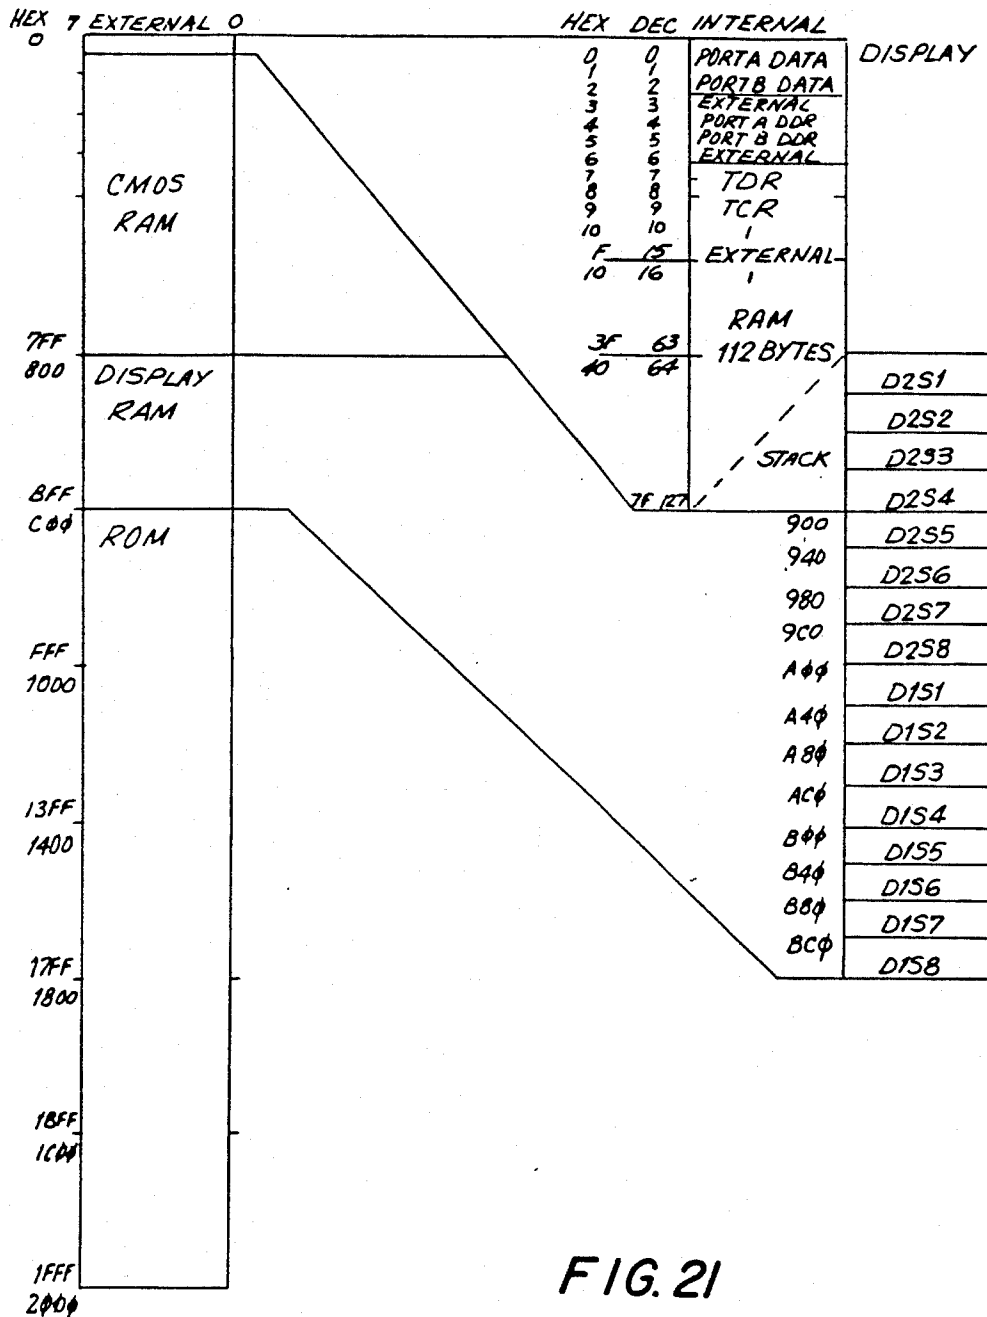 HEX 7 EXTERNAL 0
0
CMOS
RAM
7FF
800
DISPLAY
RAM
BFF
C00
ROM
FFF
1000
13FF
1400
17FF
1800
1BFF
1C00
1FFF
2000
HEX DEC INTERNAL
0 0 PORT A DATA
1 1
2 2 PORT B DATA
3 3 EXTERNAL
4 4 PORT A DDR
5 5 PORT B DDR
6 6 EXTERNAL
7 7 TDR
8 8
9 9 TCR
10 10
F 15 EXTERNAL
10 16
RAM
3F 63 112 BYTES
40 64
STACK
7F 127
DISPLAY
D2S1
D2S2
D2S3
D2S4
900 D2S5
940 D2S6
980 D2S7
9C0 D2S8
A00 D1S1
A40 D1S2
A80 D1S3
AC0 D1S4
B00 D1S5
B40 D1S6
B80 D1S7
BC0 D1S8
FIG. 21